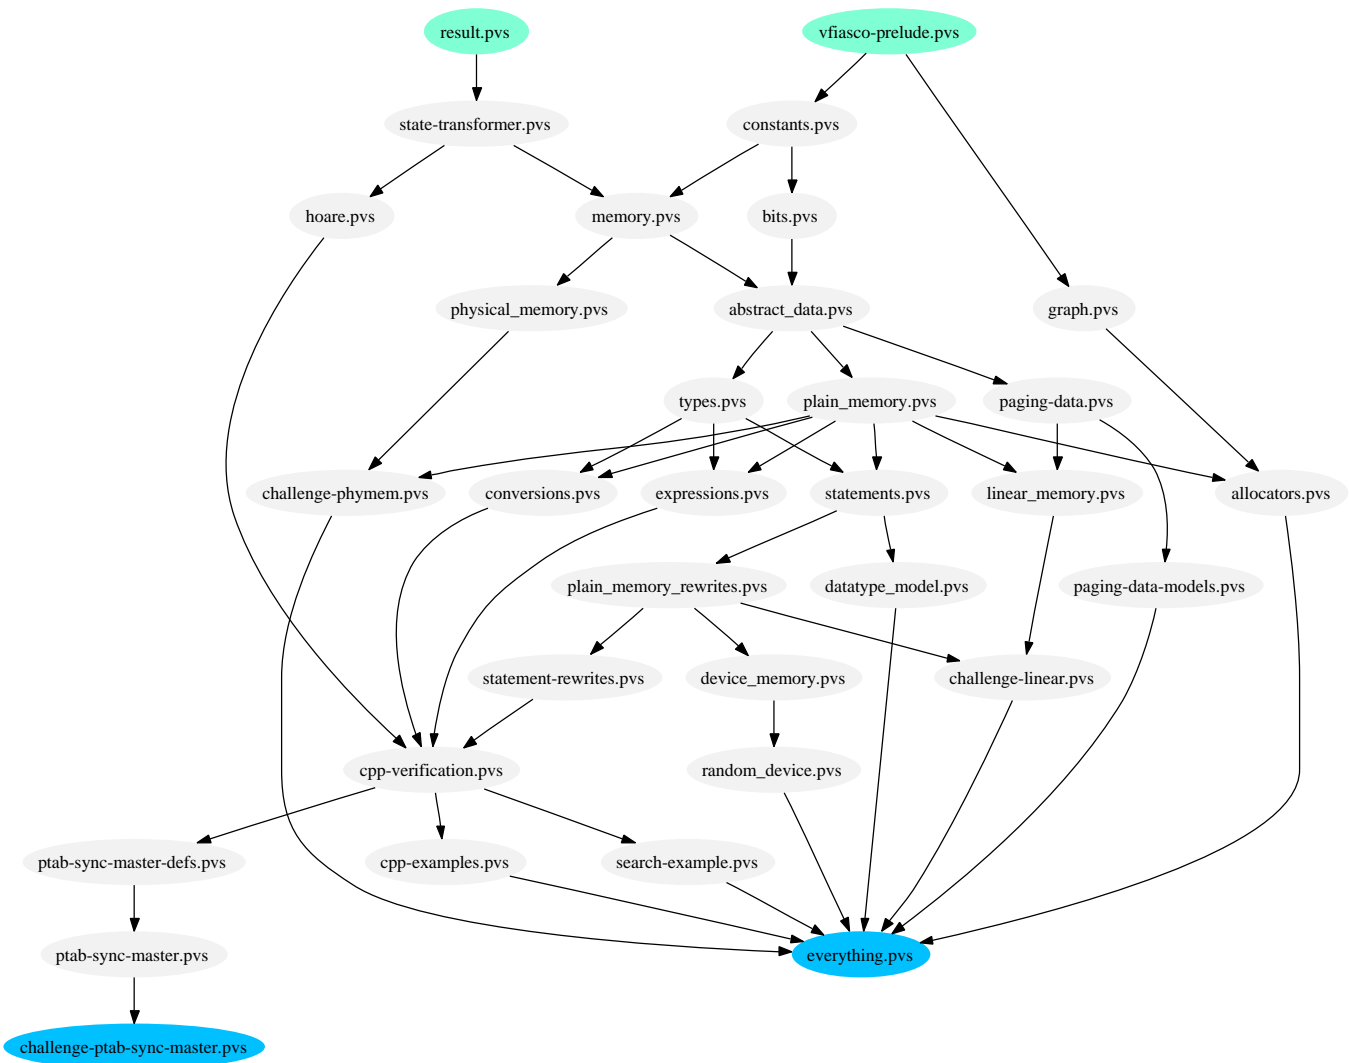 result.pvs
vfiasco-prelude.pvs
state-transformer.pvs
constants.pvs
hoare.pvs
memory.pvs
bits.pvs
physical_memory.pvs
abstract_data.pvs
graph.pvs
types.pvs
plain_memory.pvs
paging-data.pvs
challenge-phymem.pvs
conversions.pvs
expressions.pvs
statements.pvs
linear_memory.pvs
allocators.pvs
plain_memory_rewrites.pvs
datatype_model.pvs
paging-data-models.pvs
statement-rewrites.pvs
device_memory.pvs
challenge-linear.pvs
cpp-verification.pvs
random_device.pvs
ptab-sync-master-defs.pvs
cpp-examples.pvs
search-example.pvs
ptab-sync-master.pvs
everything.pvs
challenge-ptab-sync-master.pvs